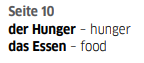 Seite 10
der Hunger – hunger
das Essen – food